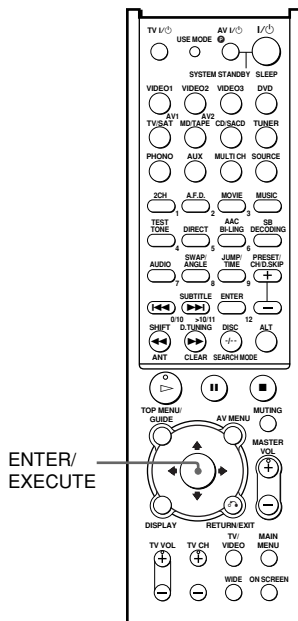 TV I/⏻ AV I/⏻ I/⏻
USE MODE P
SYSTEM STANDBY SLEEP
VIDEO1 VIDEO2 VIDEO3 DVD
AV1 AV2
TV/SAT MD/TAPE CD/SACD TUNER
PHONO AUX MULTI CH SOURCE
2CH A.F.D. MOVIE MUSIC
1 2 3
TEST TONE DIRECT AAC BI-LING SB DECODING
4 5 6
AUDIO SWAP/ANGLE JUMP/TIME PRESET/CH/D.SKIP
7 8 9 +
SUBTITLE ENTER
⏮ ⏭ −
0/10 >10/11 12
SHIFT D.TUNING DISC ALT
◀◀ ▶▶ -/--
ANT CLEAR SEARCH MODE
▷ ⏸ ■
TOP MENU/GUIDE AV MENU MUTING
MASTER VOL
+
ENTER/
EXECUTE
−
DISPLAY RETURN/EXIT
TV VOL TV CH TV/VIDEO MAIN MENU
+ +
WIDE ON SCREEN
− −